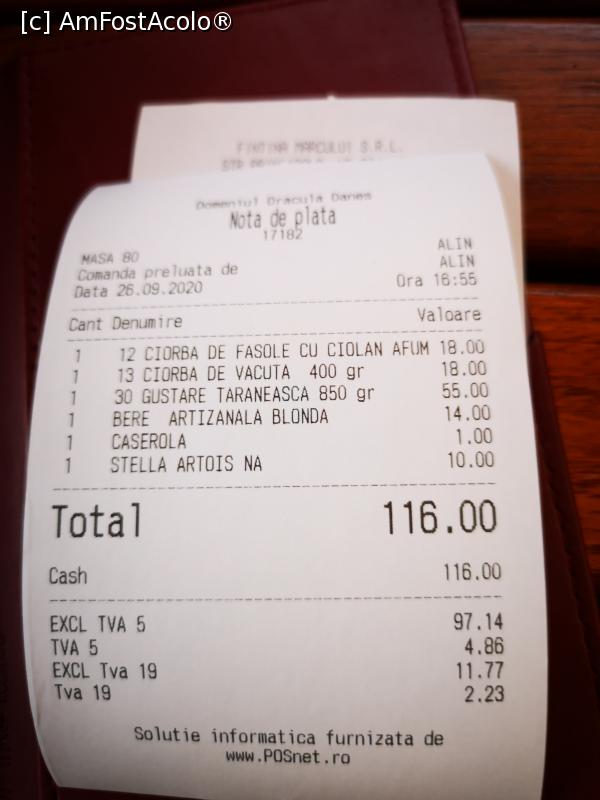 [c] AmFostAcolo®
FINTINA MARCULUI S.R.L.
Domeniul Dracula Danes
Nota de plata
17182
MASA 80 ALIN
Comanda preluata de ALIN
Data 26.09.2020 Ora 16:55
Cant Denumire Valoare
1 12 CIORBA DE FASOLE CU CIOLAN AFUM 18.00
1 13 CIORBA DE VACUTA 400 gr 18.00
1 30 GUSTARE TARANEASCA 850 gr 55.00
1 BERE ARTIZANALA BLONDA 14.00
1 CASEROLA 1.00
1 STELLA ARTOIS NA 10.00
Total 116.00
Cash 116.00
EXCL TVA 5 97.14
TVA 5 4.86
EXCL Tva 19 11.77
Tva 19 2.23
Solutie informatica furnizata de
www.POSnet.ro